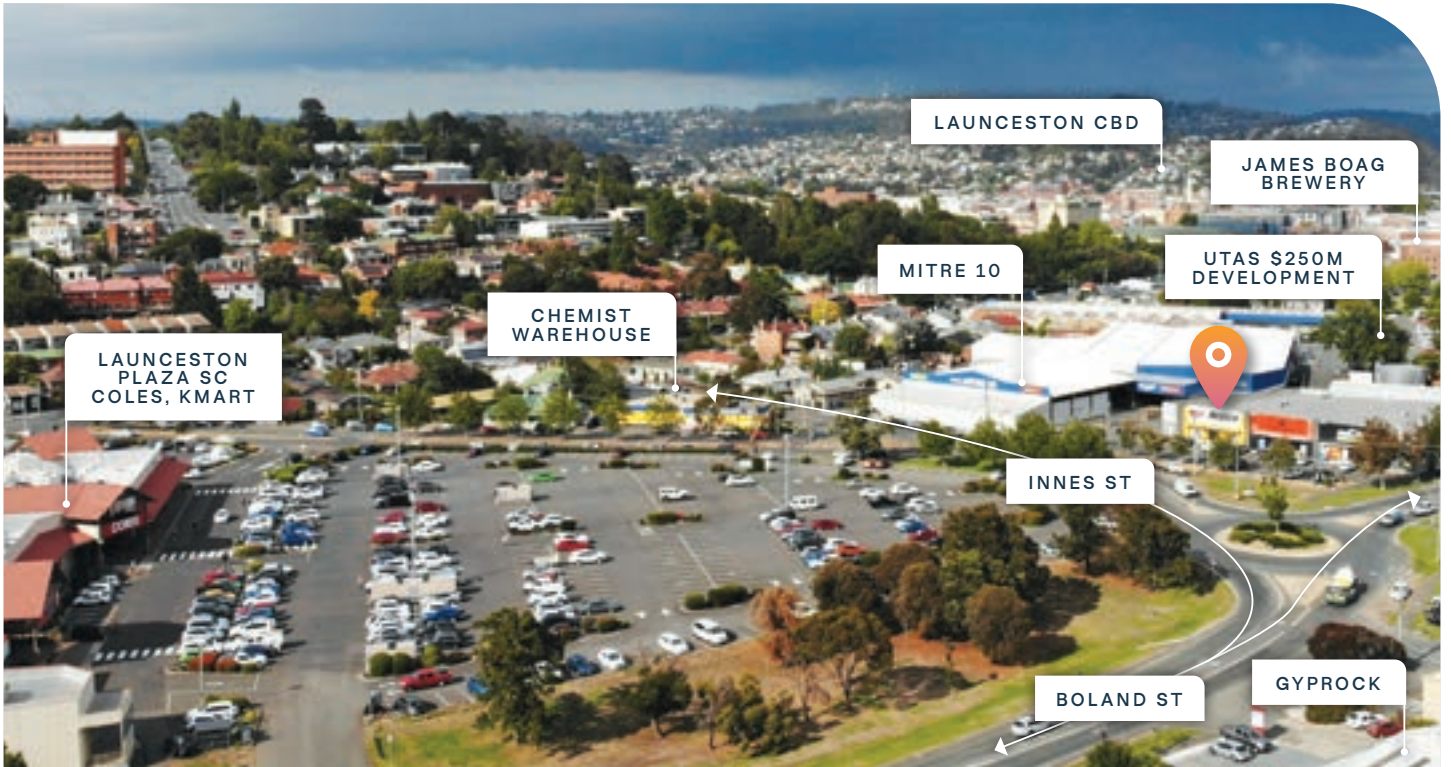 LAUNCESTON CBD
JAMES BOAG
BREWERY
UTAS $250M
DEVELOPMENT
MITRE 10
CHEMIST
WAREHOUSE
LAUNCESTON
PLAZA SC
COLES, KMART
INNES ST
BOLAND ST
GYPROCK